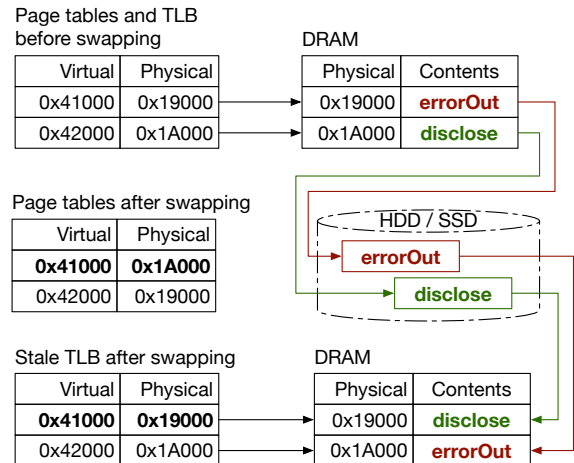 Page tables and TLB
before swapping
DRAM
Virtual Physical
0x41000 0x19000
0x42000 0x1A000
Physical Contents
0x19000 errorOut
0x1A000 disclose
Page tables after swapping
Virtual Physical
0x41000 0x1A000
0x42000 0x19000
HDD / SSD
errorOut
disclose
Stale TLB after swapping
DRAM
Virtual Physical
0x41000 0x19000
0x42000 0x1A000
Physical Contents
0x19000 disclose
0x1A000 errorOut